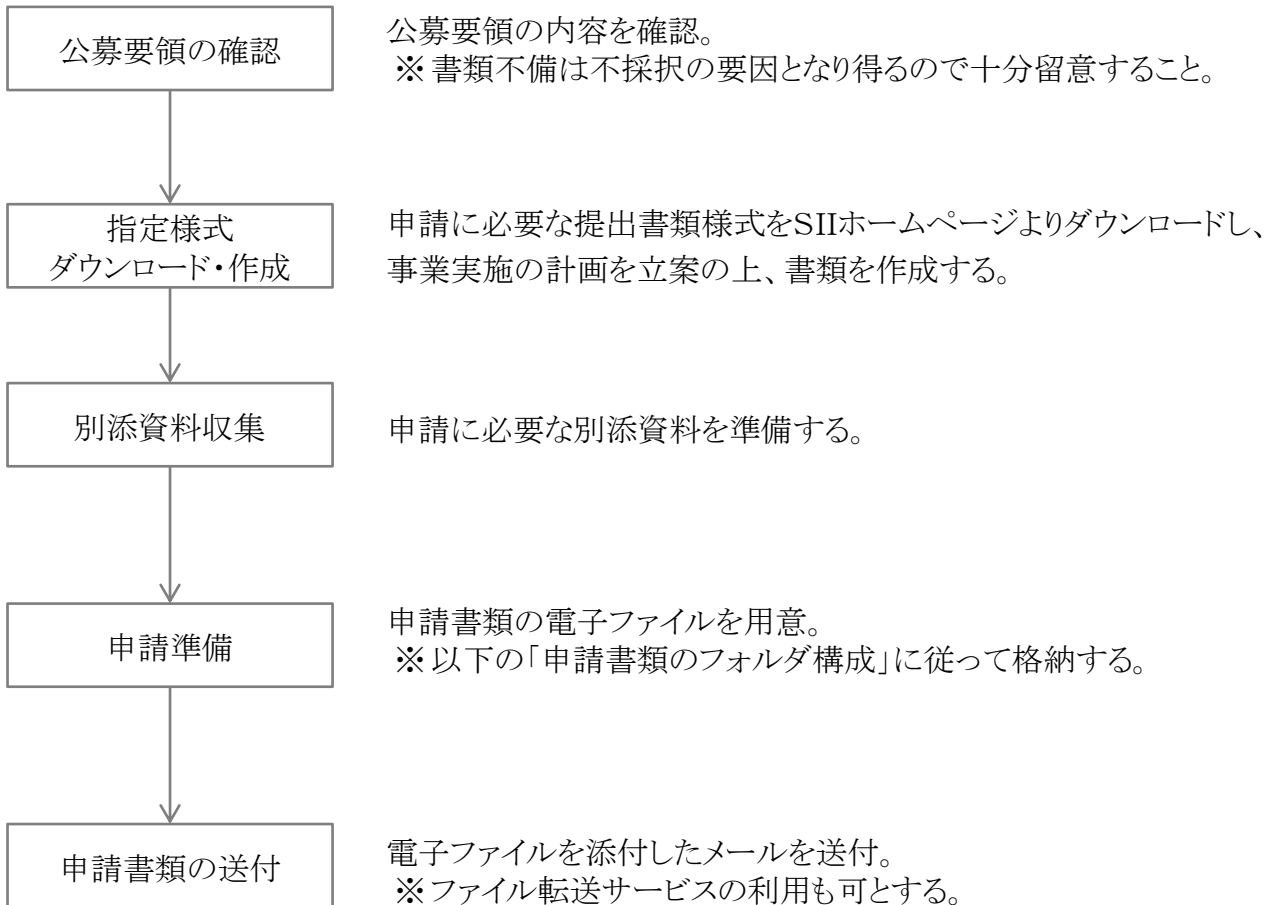 公募要領の確認
公募要領の内容を確認。
※ 書類不備は不採択の要因となり得るので十分留意すること。
指定様式
ダウンロード・作成
申請に必要な提出書類様式をSIIホームページよりダウンロードし、
事業実施の計画を立案の上、書類を作成する。
別添資料収集
申請に必要な別添資料を準備する。
申請準備
申請書類の電子ファイルを用意。
※ 以下の「申請書類のフォルダ構成」に従って格納する。
申請書類の送付
電子ファイルを添付したメールを送付。
※ファイル転送サービスの利用も可とする。